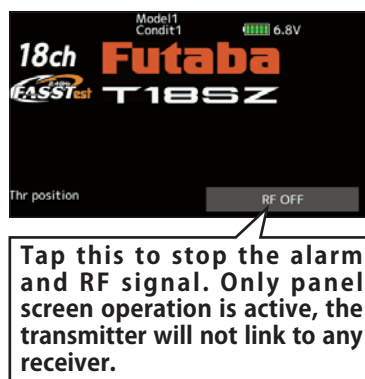 Model1
Condit1
6.8V
18ch
Futaba
FASSTest
T18SZ
Thr position
RF OFF
Tap this to stop the alarm
and RF signal. Only panel
screen operation is active, the
transmitter will not link to any
receiver.